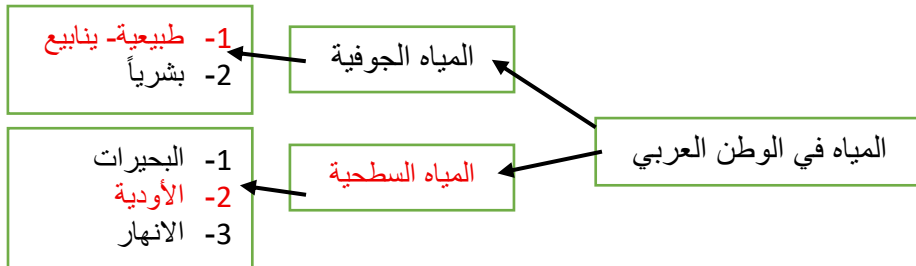 المياه في الوطن العربي
المياه الجوفية
1- طبيعية- ينابيع
2- بشرياً
المياه السطحية
1- البحيرات
2- الأودية
3- الانهار